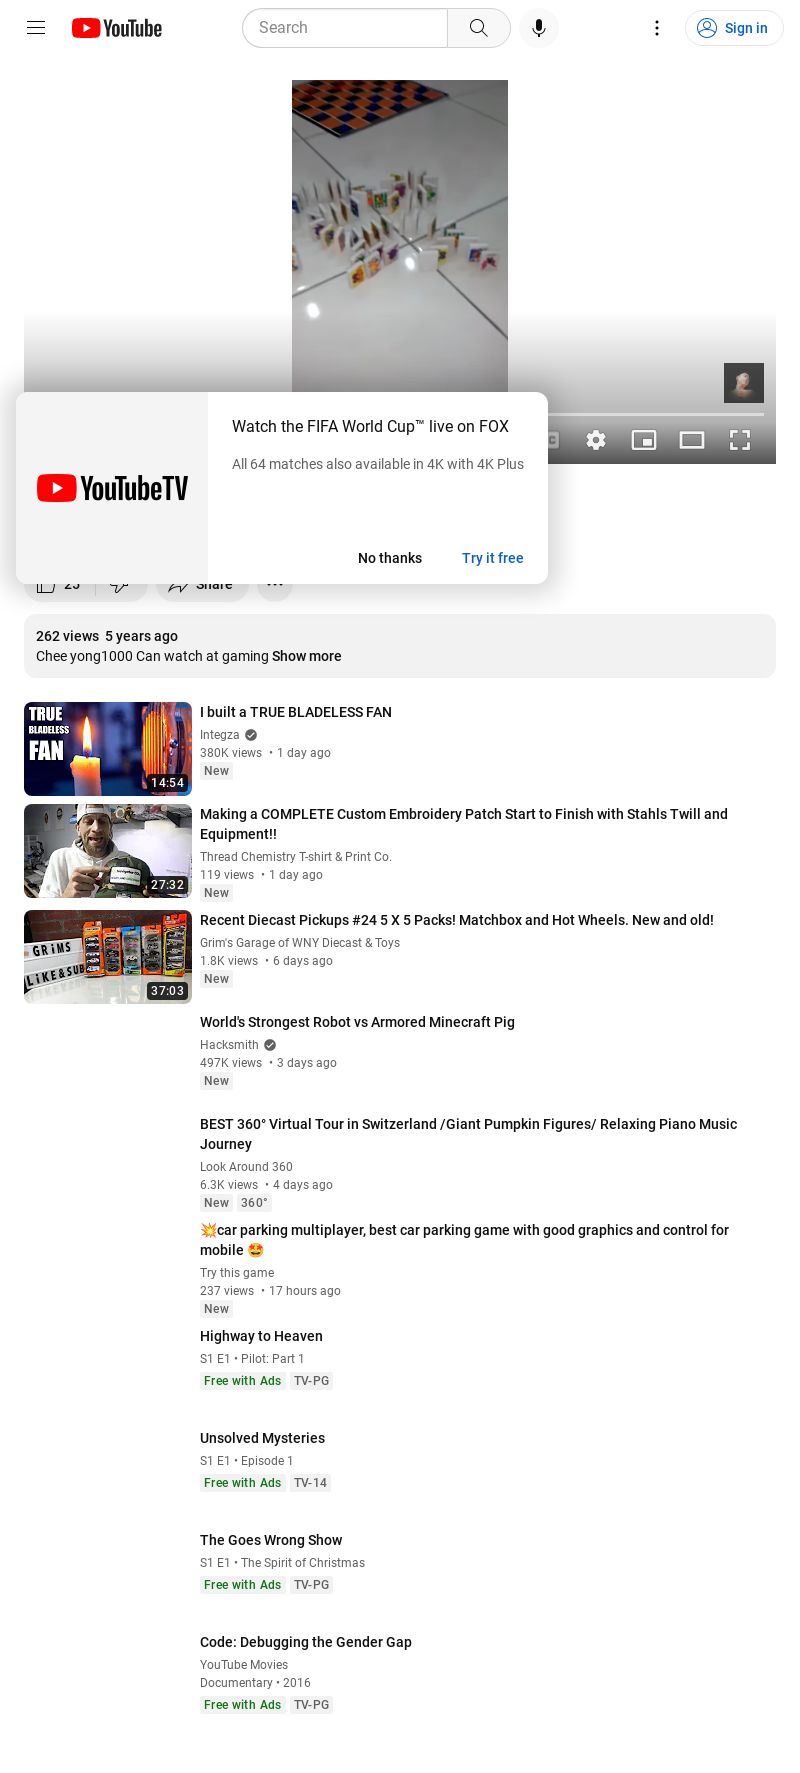 YouTube
Search
Sign in
Watch the FIFA World Cup™ live on FOX
All 64 matches also available in 4K with 4K Plus
YouTubeTV
No thanks
Try it free
25
Share
262 views 5 years ago
Chee yong1000 Can watch at gaming Show more
TRUE
BLADELESS
FAN
14:54
I built a TRUE BLADELESS FAN
Integza
380K views • 1 day ago
New
27:32
Making a COMPLETE Custom Embroidery Patch Start to Finish with Stahls Twill and
Equipment!!
Thread Chemistry T-shirt & Print Co.
119 views • 1 day ago
New
GRiMS
LiKE&SUB
37:03
Recent Diecast Pickups #24 5 X 5 Packs! Matchbox and Hot Wheels. New and old!
Grim's Garage of WNY Diecast & Toys
1.8K views • 6 days ago
New
World's Strongest Robot vs Armored Minecraft Pig
Hacksmith
497K views • 3 days ago
New
BEST 360° Virtual Tour in Switzerland /Giant Pumpkin Figures/ Relaxing Piano Music
Journey
Look Around 360
6.3K views • 4 days ago
New 360°
💥car parking multiplayer, best car parking game with good graphics and control for
mobile 🤩
Try this game
237 views • 17 hours ago
New
Highway to Heaven
S1 E1 • Pilot: Part 1
Free with Ads TV-PG
Unsolved Mysteries
S1 E1 • Episode 1
Free with Ads TV-14
The Goes Wrong Show
S1 E1 • The Spirit of Christmas
Free with Ads TV-PG
Code: Debugging the Gender Gap
YouTube Movies
Documentary • 2016
Free with Ads TV-PG